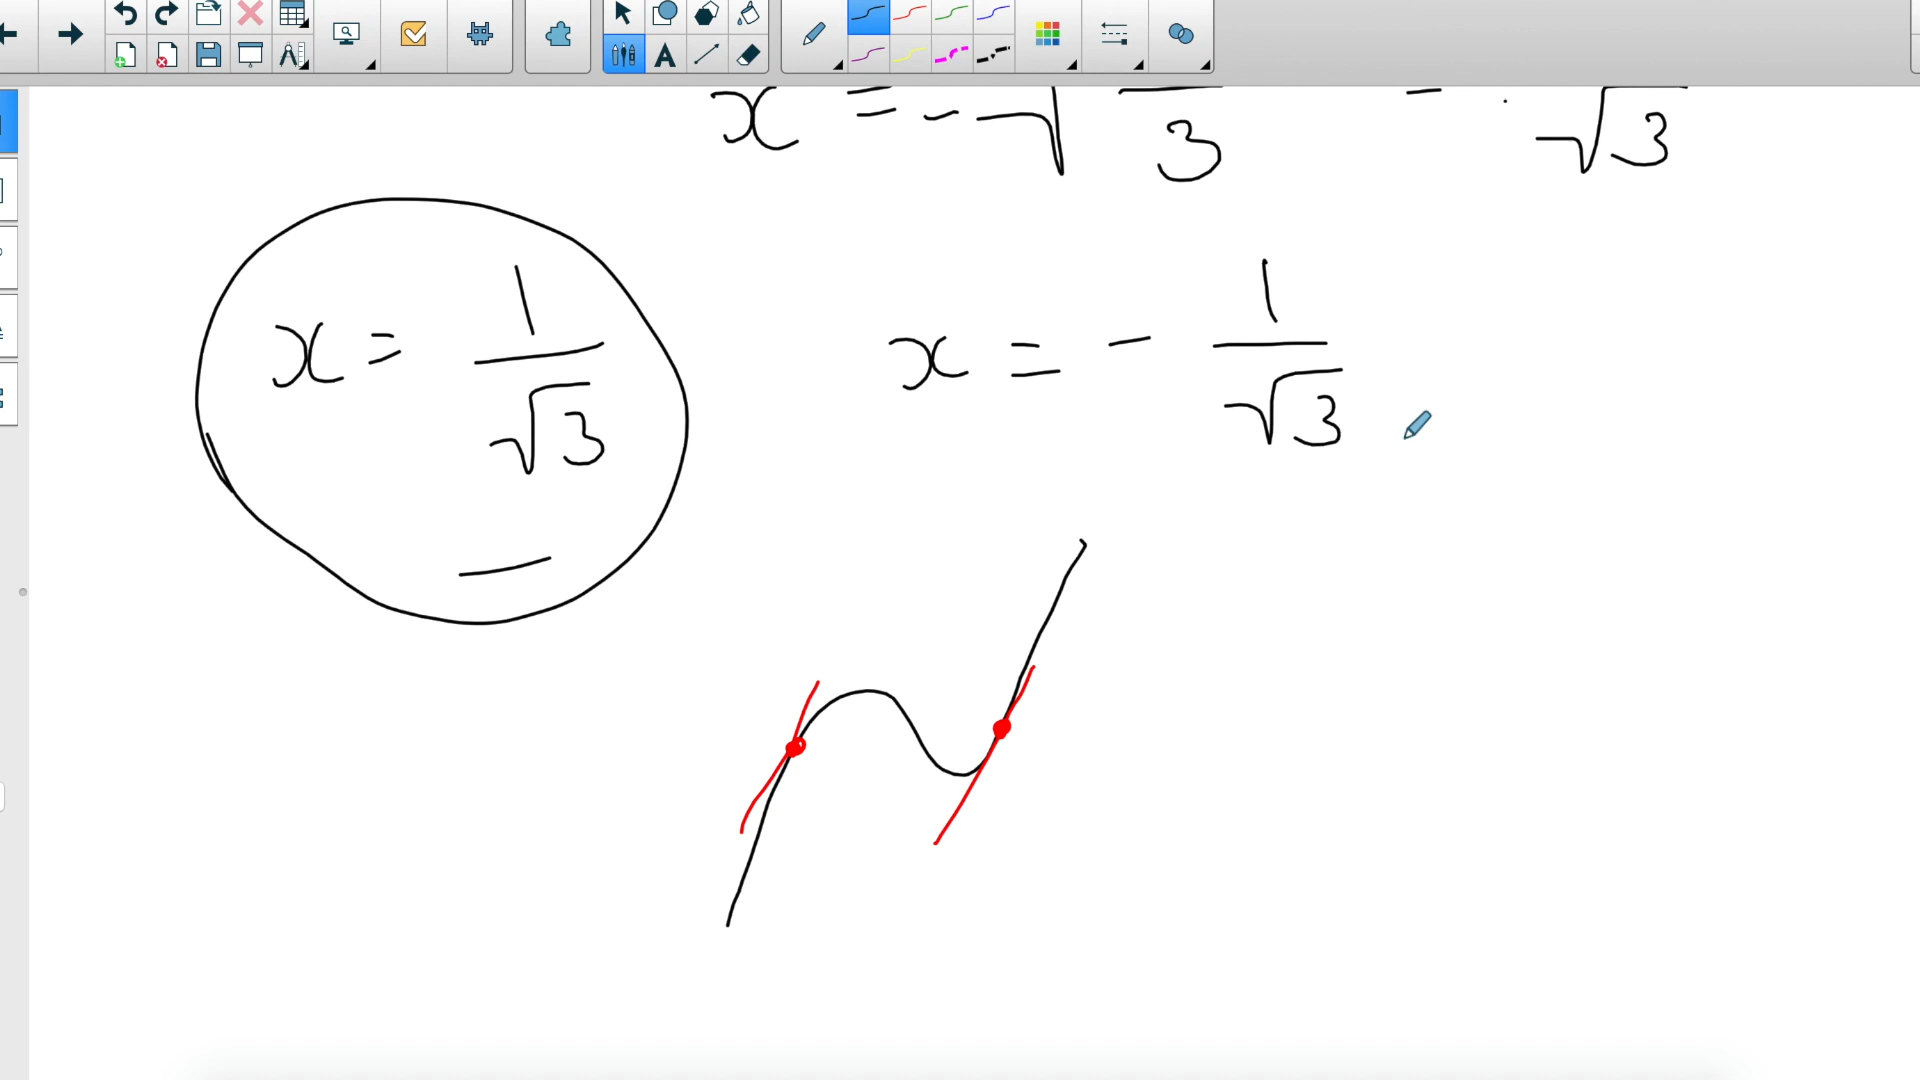 x = -√ /3 = √3
x = 1/√3 x = - 1/√3